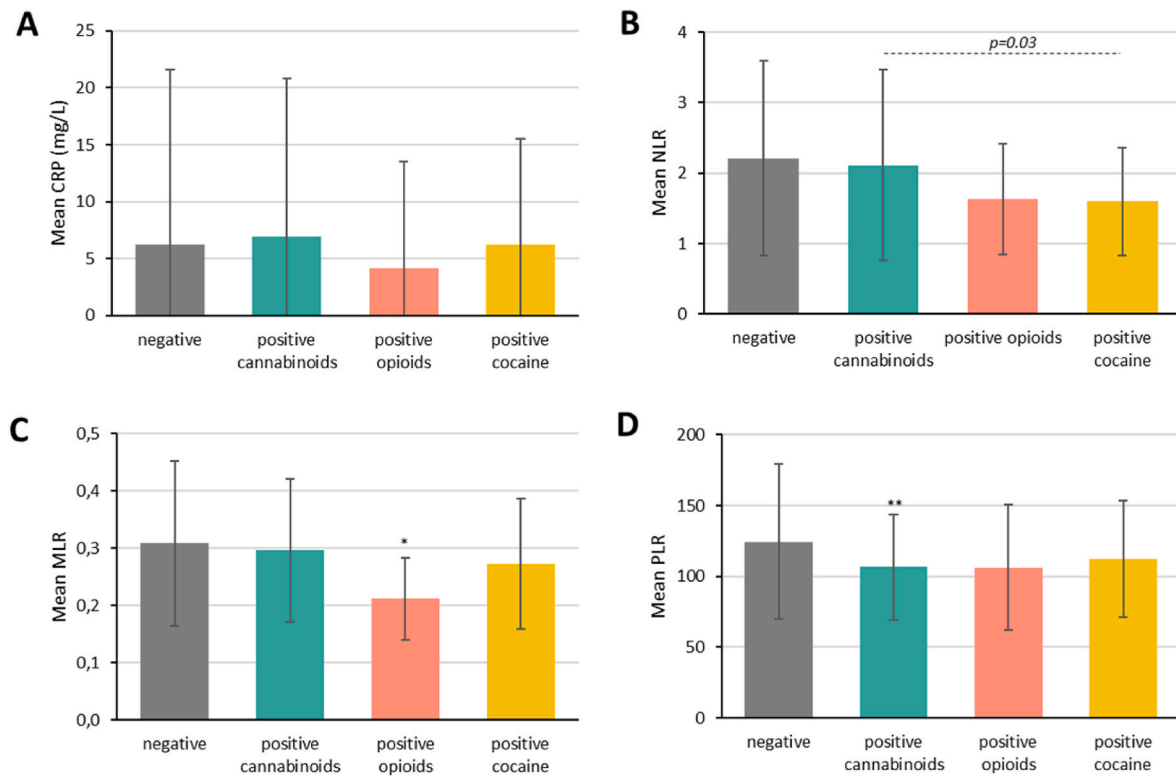 A
Mean CRP (mg/L)
25
20
15
10
5
0
negative
positive
cannabinoids
positive
opioids
positive
cocaine
B
Mean NLR
4
3
2
1
0
p=0.03
negative
positive
cannabinoids
positive opioids
positive
cocaine
C
Mean MLR
0,5
0,4
0,3
0,2
0,1
0,0
*
negative
positive
cannabinoids
positive
opioids
positive
cocaine
D
Mean PLR
200
150
100
50
0
**
negative
positive
cannabinoids
positive
opioids
positive
cocaine